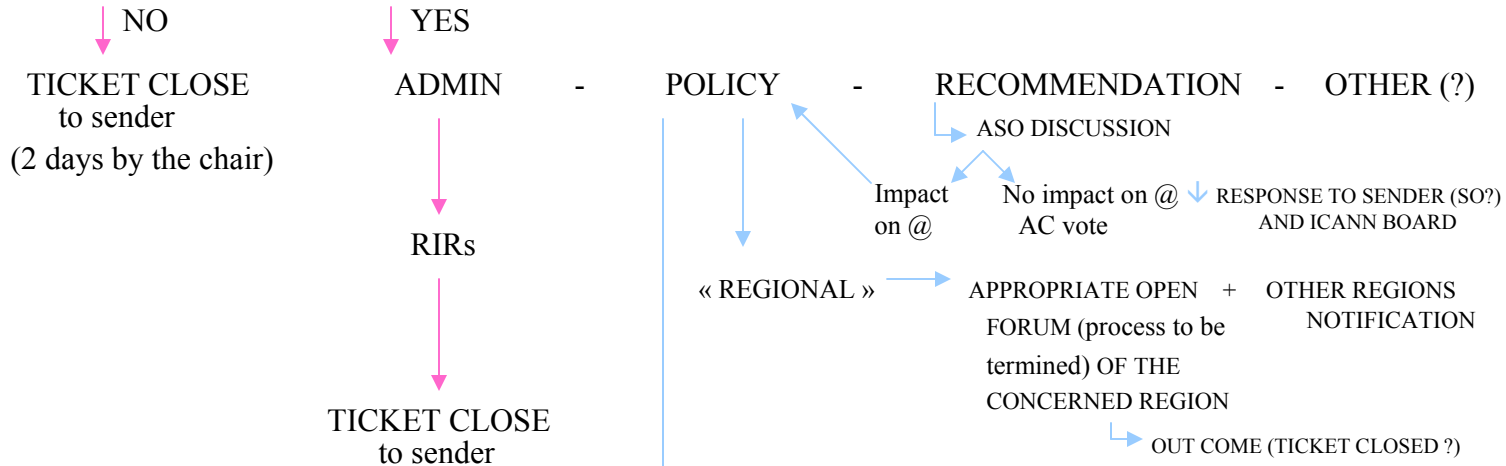 NO
YES
TICKET CLOSE
to sender
(2 days by the chair)
ADMIN - POLICY - RECOMMENDATION - OTHER (?)
ASO DISCUSSION
Impact
on @
No impact on @
AC vote
RESPONSE TO SENDER (SO?)
AND ICANN BOARD
RIRs
« REGIONAL »
APPROPRIATE OPEN + OTHER REGIONS
NOTIFICATION
FORUM (process to be
termined) OF THE
CONCERNED REGION
TICKET CLOSE
to sender
OUT COME (TICKET CLOSED ?)